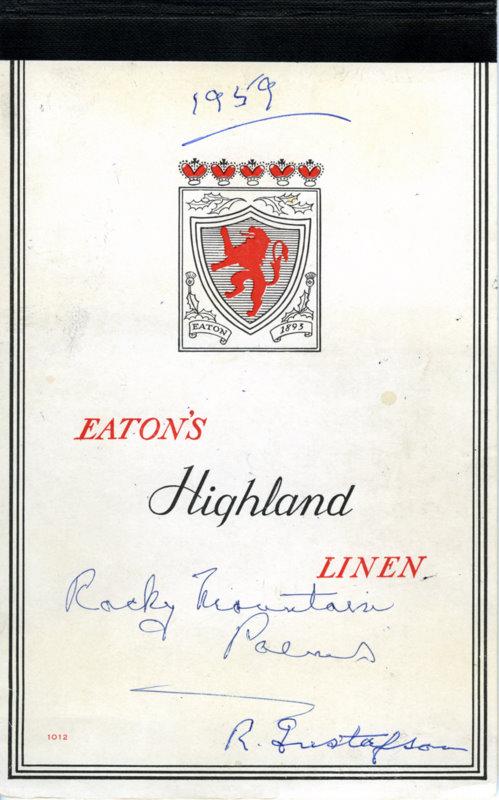 1959
EATON 1893
EATON'S
Highland
LINEN
Rocky Mountain
Poems
1012
R. Gustafson